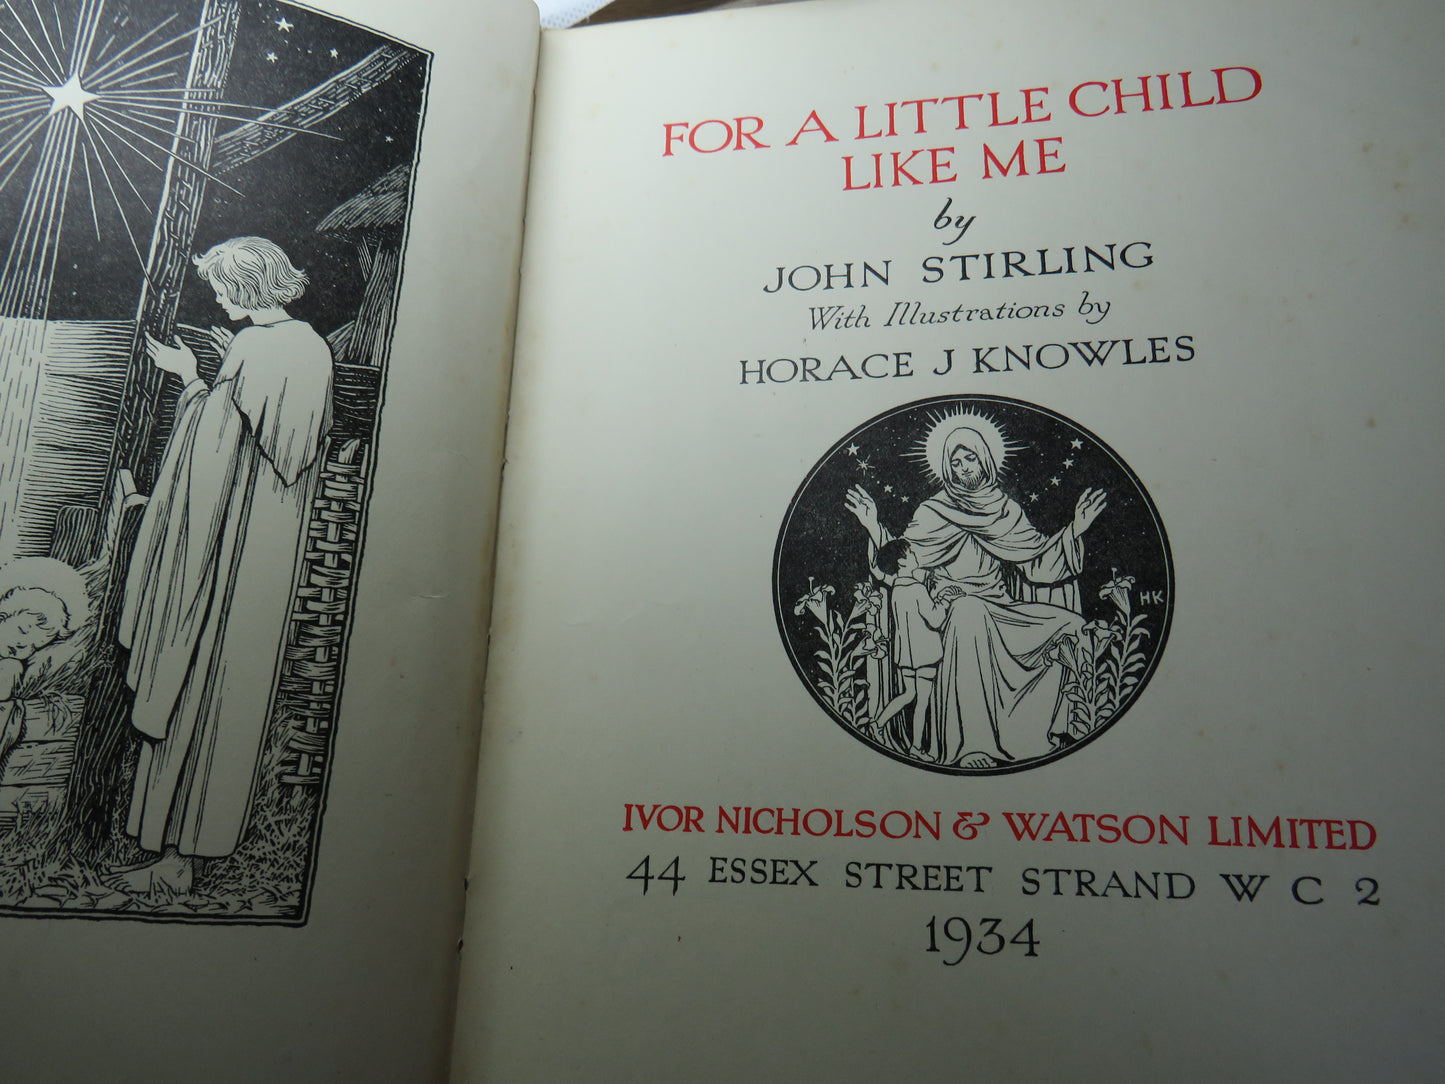 FOR A LITTLE CHILD
LIKE ME
by
JOHN STIRLING
With Illustrations by
HORACE J KNOWLES
HK
IVOR NICHOLSON & WATSON LIMITED
44 ESSEX STREET STRAND W C 2
1934